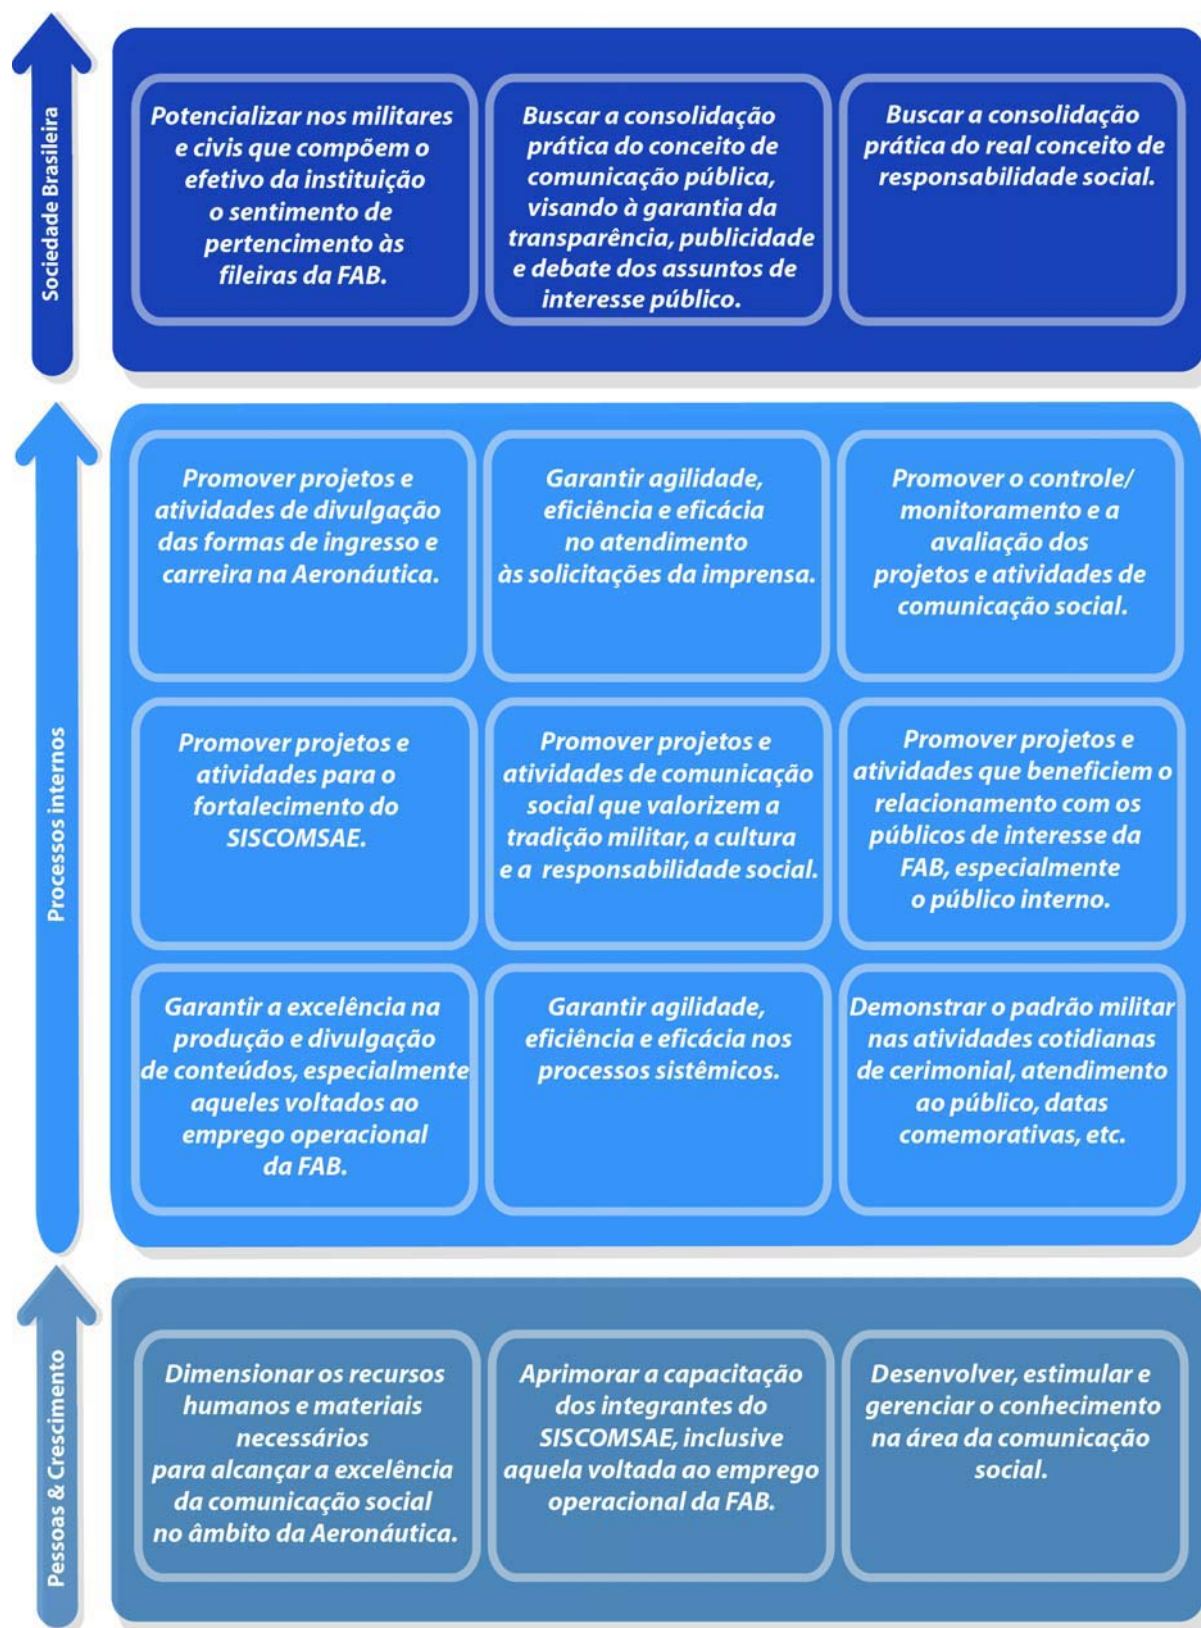 Sociedade Brasileira
Potencializar nos militares
e civis que compõem o
efetivo da instituição
o sentimento de
pertencimento às
fileiras da FAB.
Buscar a consolidação
prática do conceito de
comunicação pública,
visando à garantia da
transparência, publicidade
e debate dos assuntos de
interesse público.
Buscar a consolidação
prática do real conceito de
responsabilidade social.
Processos internos
Promover projetos e
atividades de divulgação
das formas de ingresso e
carreira na Aeronáutica.
Garantir agilidade,
eficiência e eficácia
no atendimento
às solicitações da imprensa.
Promover o controle/
monitoramento e a
avaliação dos
projetos e atividades de
comunicação social.
Promover projetos e
atividades para o
fortalecimento do
SISCOMSAE.
Promover projetos e
atividades de comunicação
social que valorizem a
tradição militar, a cultura
e a responsabilidade social.
Promover projetos e
atividades que beneficiem o
relacionamento com os
públicos de interesse da
FAB, especialmente
o público interno.
Garantir a excelência na
produção e divulgação
de conteúdos, especialmente
aqueles voltados ao
emprego operacional
da FAB.
Garantir agilidade,
eficiência e eficácia nos
processos sistêmicos.
Demonstrar o padrão militar
nas atividades cotidianas
de cerimonial, atendimento
ao público, datas
comemorativas, etc.
Pessoas & Crescimento
Dimensionar os recursos
humanos e materiais
necessários
para alcançar a excelência
da comunicação social
no âmbito da Aeronáutica.
Aprimorar a capacitação
dos integrantes do
SISCOMSAE, inclusive
aquela voltada ao emprego
operacional da FAB.
Desenvolver, estimular e
gerenciar o conhecimento
na área da comunicação
social.